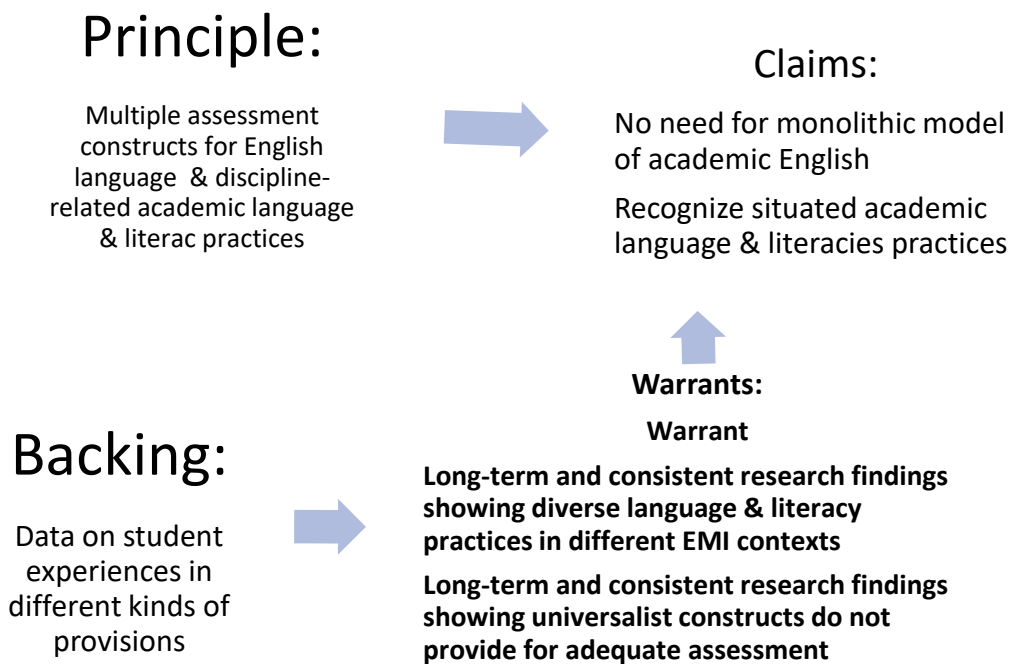 Principle:
Multiple assessment
constructs for English
language & discipline-
related academic language
& literac practices
Claims:
No need for monolithic model
of academic English
Recognize situated academic
language & literacies practices
Warrants:
Warrant
Long-term and consistent research findings
showing diverse language & literacy
practices in different EMI contexts
Long-term and consistent research findings
showing universalist constructs do not
provide for adequate assessment
Backing:
Data on student
experiences in
different kinds of
provisions